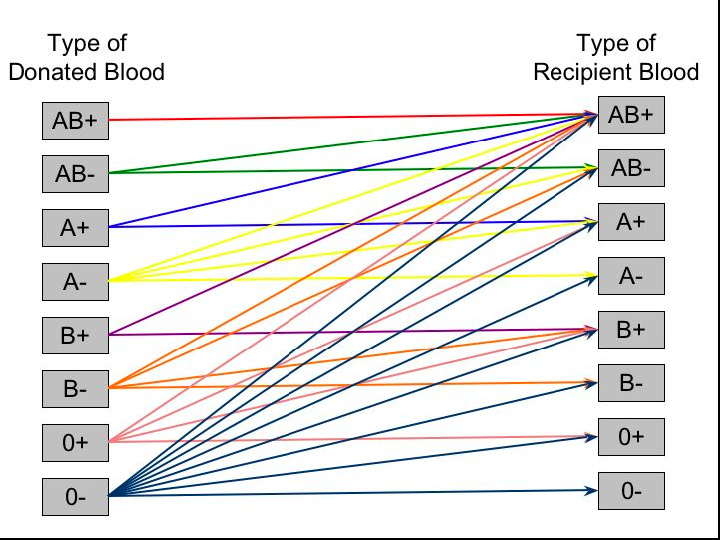 Type of
Donated Blood
Type of
Recipient Blood
AB+
AB-
A+
A-
B+
B-
0+
0-
AB+
AB-
A+
A-
B+
B-
0+
0-